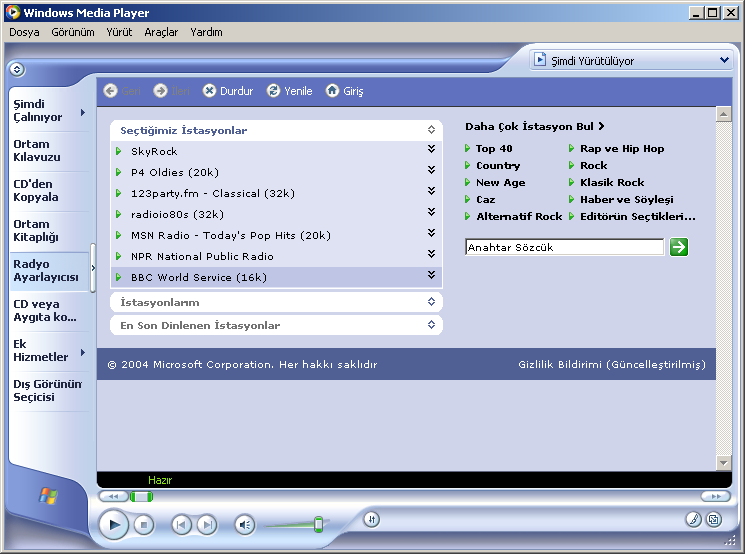 Windows Media Player
Dosya Görünüm Yürüt Araçlar Yardım
Şimdi Yürütülüyor
Geri İleri Durdur Yenile Giriş
Şimdi
Çalınıyor
Ortam
Kılavuzu
CD'den
Kopyala
Ortam
Kitaplığı
Radyo
Ayarlayıcısı
CD veya
Aygıta ko...
Ek
Hizmetler
Dış Görünün
Seçicisi
Seçtiğimiz İstasyonlar
SkyRock
P4 Oldies (20k)
123party.fm - Classical (32k)
radioio80s (32k)
MSN Radio - Today's Pop Hits (20k)
NPR National Public Radio
BBC World Service (16k)
İstasyonlarım
En Son Dinlenen İstasyonlar
Daha Çok İstasyon Bul
Top 40 Rap ve Hip Hop
Country Rock
New Age Klasik Rock
Caz Haber ve Söyleşi
Alternatif Rock Editörün Seçtikleri...
Anahtar Sözcük
© 2004 Microsoft Corporation. Her hakkı saklıdır Gizlilik Bildirimi (Güncelleştirilmiş)
Hazır